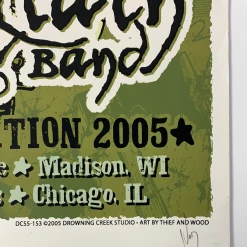 Band
TION 2005★
e ★ Madison, WI
★ Chicago, IL
DCSS-153 ©2005 DROWNING CREEK STUDIO • ART BY THIEF AND WOOD